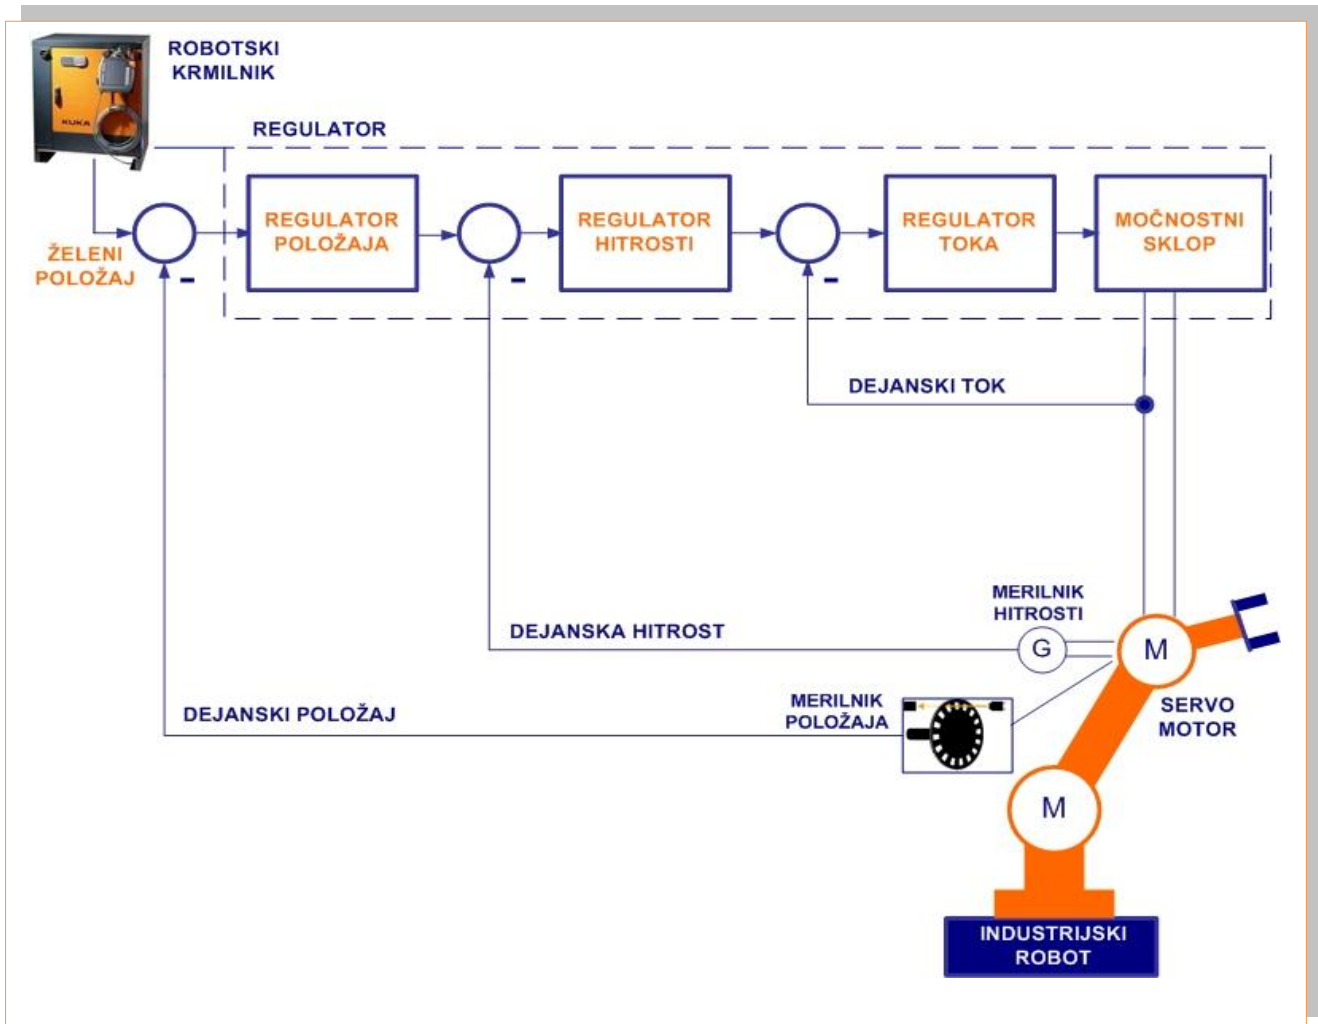 ROBOTSKI
KRMILNIK
KUKA
REGULATOR
REGULATOR
POLOŽAJA
REGULATOR
HITROSTI
REGULATOR
TOKA
MOČNOSTNI
SKLOP
ŽELENI
POLOŽAJ
-
-
-
DEJANSKI TOK
MERILNIK
HITROSTI
DEJANSKA HITROST
G
M
MERILNIK
POLOŽAJA
DEJANSKI POLOŽAJ
SERVO
MOTOR
M
INDUSTRIJSKI
ROBOT